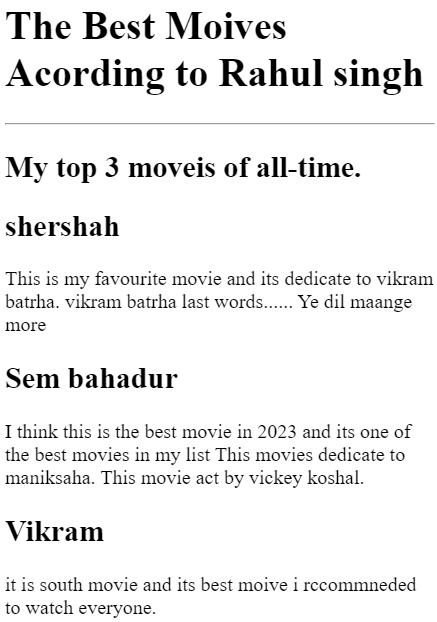 The Best Moives
Acording to Rahul singh
My top 3 moveis of all-time.
shershah
This is my favourite movie and its dedicate to vikram
batrha. vikram batrha last words...... Ye dil maange
more
Sem bahadur
I think this is the best movie in 2023 and its one of
the best movies in my list This movies dedicate to
maniksaha. This movie act by vickey koshal.
Vikram
it is south movie and its best moive i rccommneded
to watch everyone.